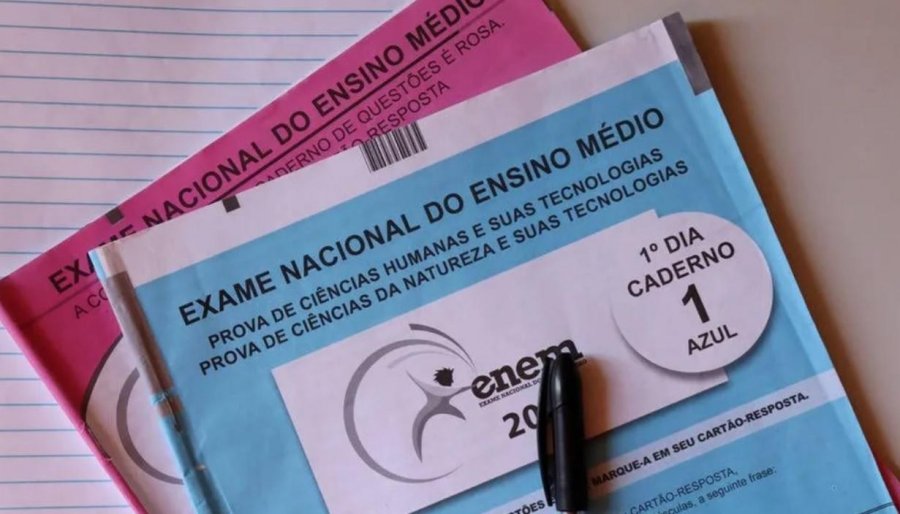 EXAME NACIONAL DO ENSINO MÉDIO
CADERNO DE QUESTÕES É ROSA.
RESPOSTA
EXAME NACIONAL DO ENSINO MÉDIO
PROVA DE CIÊNCIAS HUMANAS E SUAS TECNOLOGIAS
PROVA DE CIÊNCIAS DA NATUREZA E SUAS TECNOLOGIAS
1º DIA
CADERNO
1
AZUL
enem
EXAME NACIONAL DO
20
MARQUE-A EM SEU CARTÃO-RESPOSTA.
CARTÃO-RESPOSTA,
a seguinte frase: